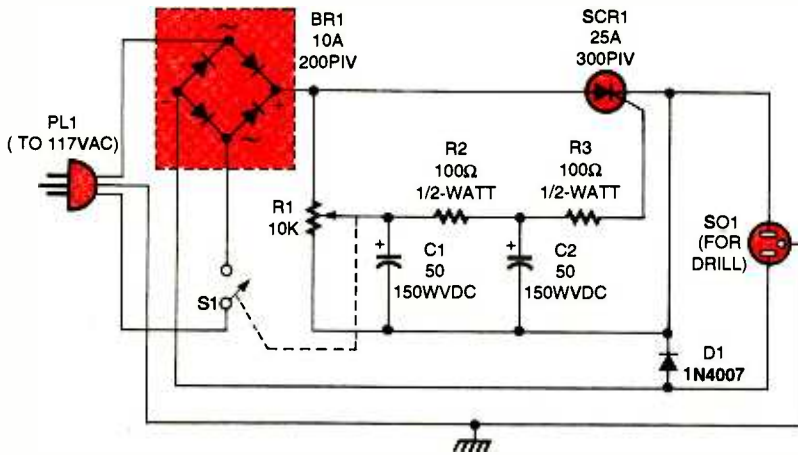 BR1
10A
200PIV
SCR1
25A
300PIV
PL1
( TO 117VAC)
~
-
+
~
R2
100Ω
1/2-WATT
R3
100Ω
1/2-WATT
R1
10K
SO1
(FOR
DRILL)
+
C1
50
150WVDC
+
C2
50
150WVDC
S1
D1
1N4007